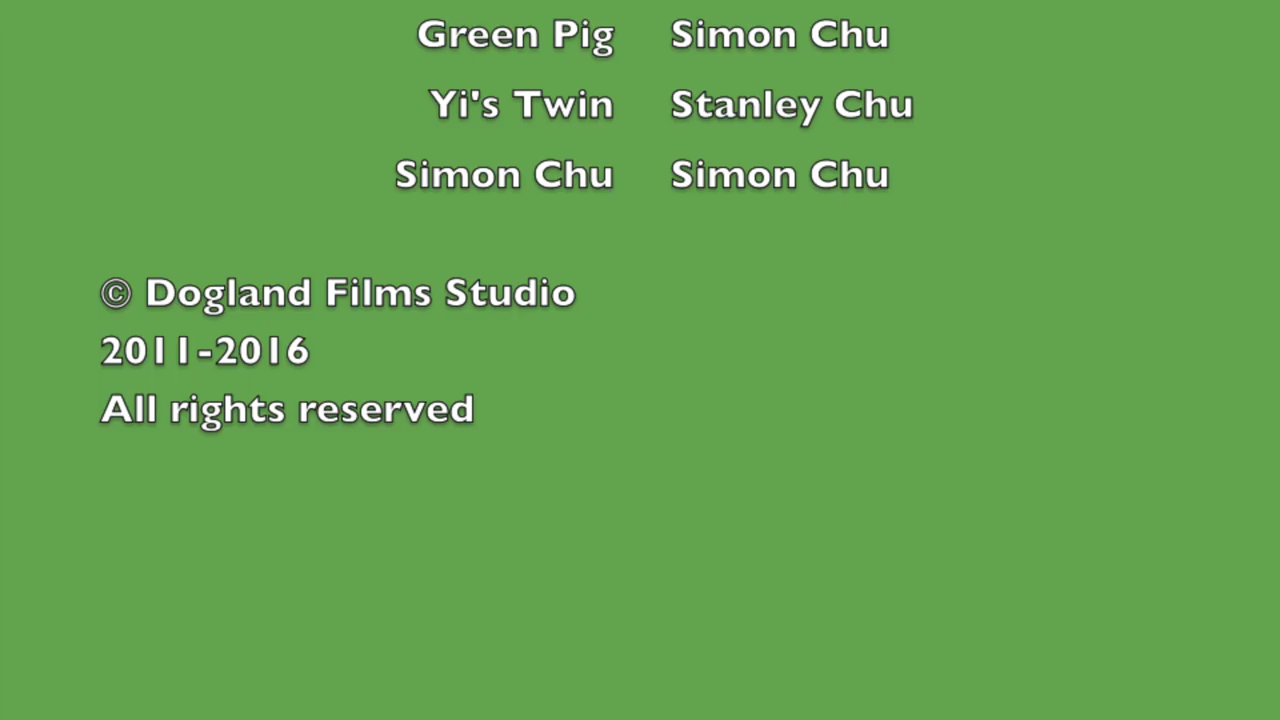 Green Pig Simon Chu
Yi's Twin Stanley Chu
Simon Chu Simon Chu
© Dogland Films Studio
2011-2016
All rights reserved